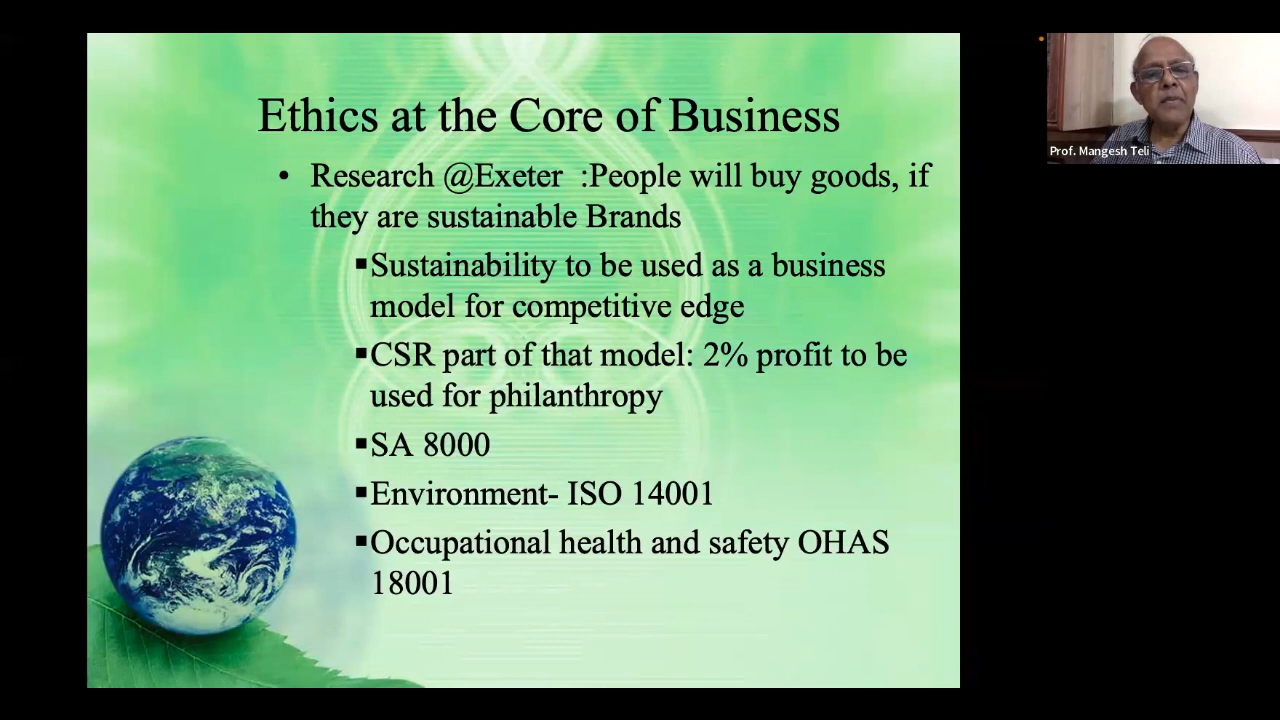 Ethics at the Core of Business
• Research @Exeter :People will buy goods, if
they are sustainable Brands
▪Sustainability to be used as a business
model for competitive edge
▪CSR part of that model: 2% profit to be
used for philanthropy
▪SA 8000
▪Environment- ISO 14001
▪Occupational health and safety OHAS
18001
Prof. Mangesh Teli